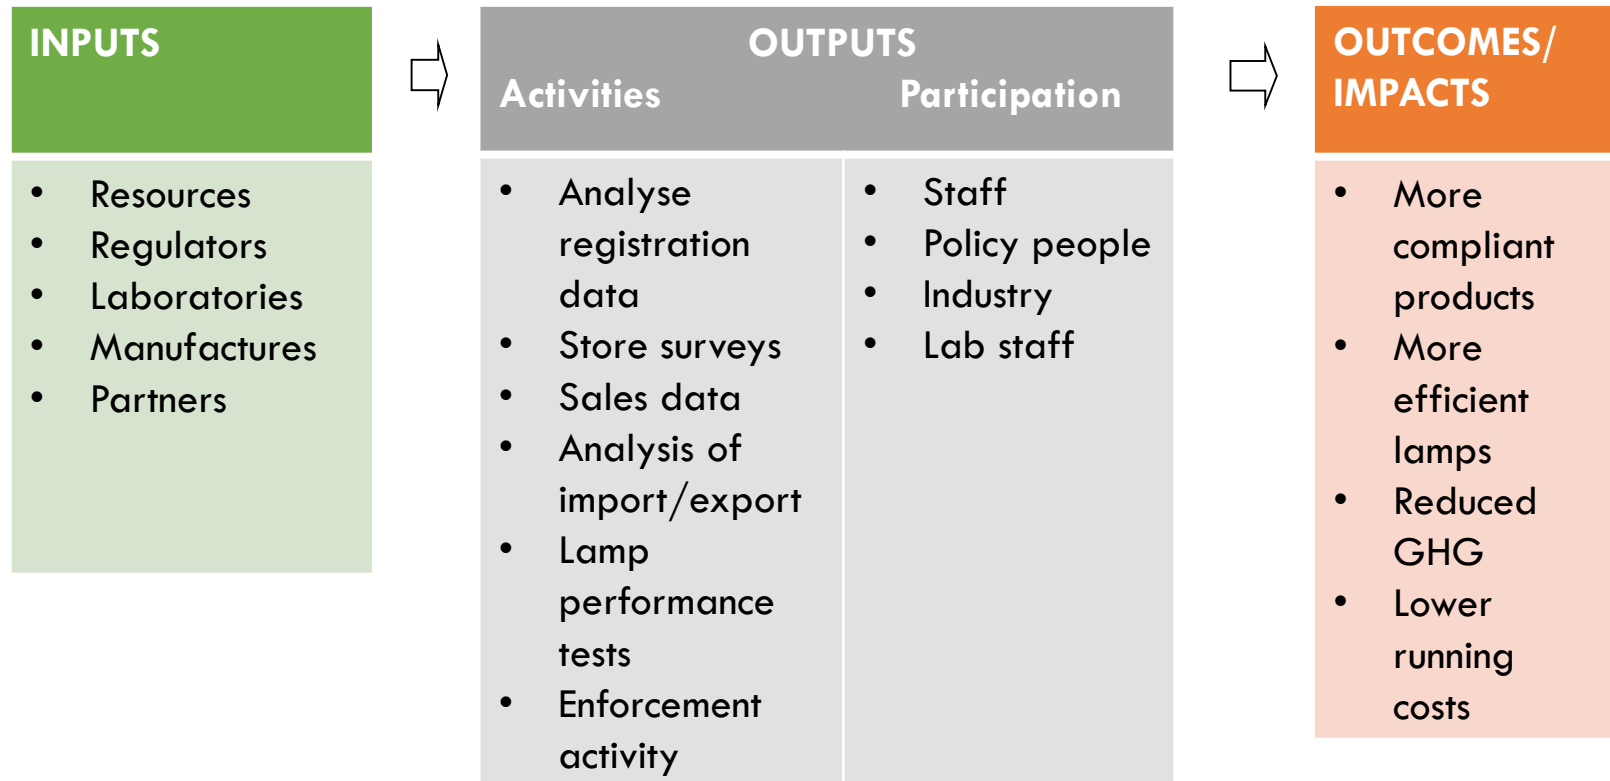 INPUTS
• Resources
• Regulators
• Laboratories
• Manufactures
• Partners
OUTPUTS
Activities
• Analyse
registration
data
• Store surveys
• Sales data
• Analysis of
import/export
• Lamp
performance
tests
• Enforcement
activity
Participation
• Staff
• Policy people
• Industry
• Lab staff
OUTCOMES/
IMPACTS
• More
compliant
products
• More
efficient
lamps
• Reduced
GHG
• Lower
running
costs